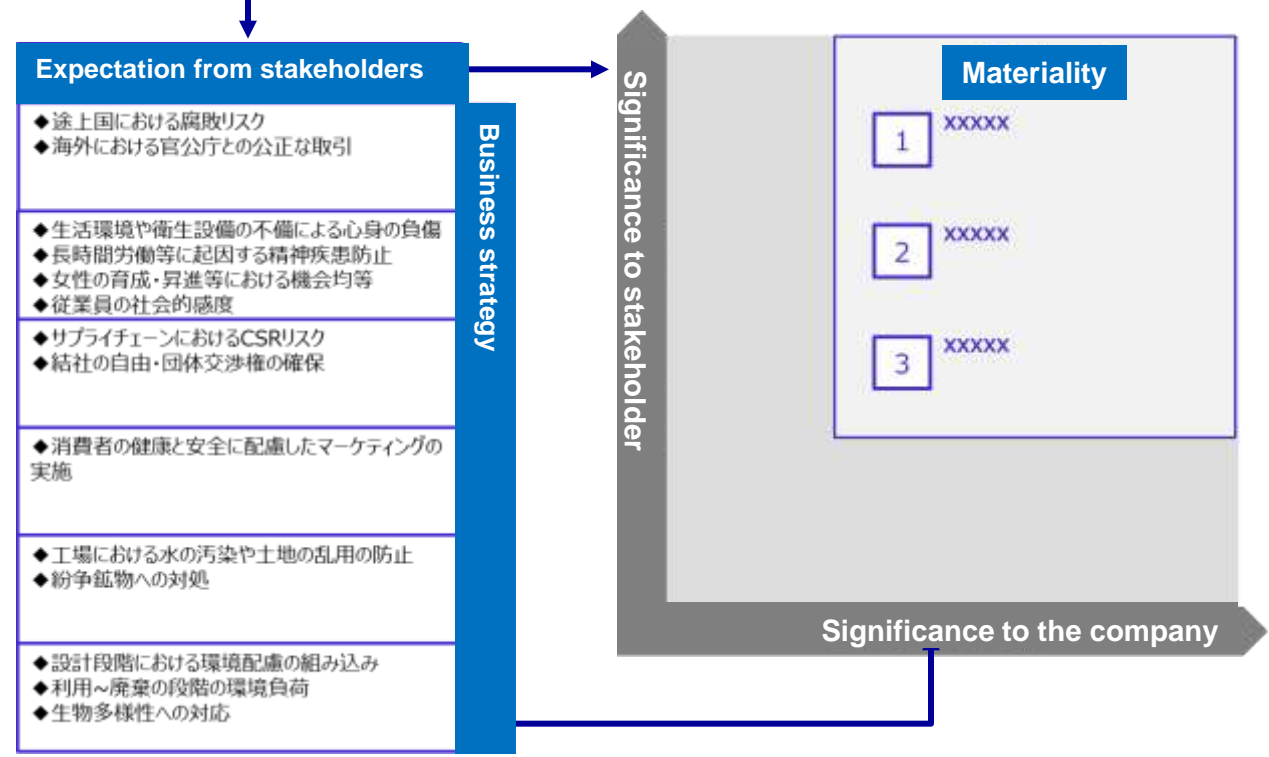 Expectation from stakeholders
◆途上国における腐敗リスク
◆海外における官公庁との公正な取引
◆生活環境や衛生設備の不備による心身の負傷
◆長時間労働等に起因する精神疾患防止
◆女性の育成・昇進等における機会均等
◆従業員の社会的感度
◆サプライチェーンにおけるCSRリスク
◆結社の自由・団体交渉権の確保
◆消費者の健康と安全に配慮したマーケティングの
実施
◆工場における水の汚染や土地の乱用の防止
◆紛争鉱物への対処
◆設計段階における環境配慮の組み込み
◆利用~廃棄の段階の環境負荷
◆生物多様性への対応
Business strategy
Significance to stakeholder
Materiality
1 xxxxx
2 xxxxx
3 xxxxx
Significance to the company